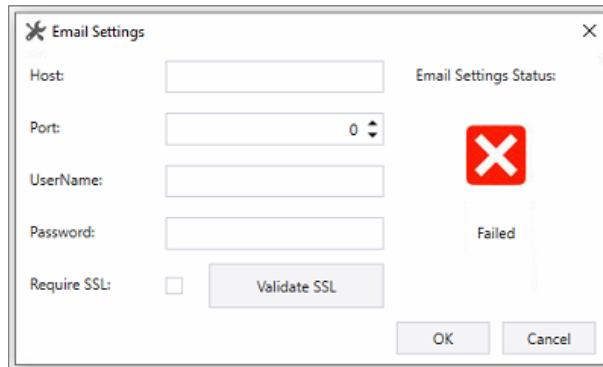 Email Settings
Host:
Email Settings Status:
Port:
0
UserName:
Password:
Failed
Require SSL:
Validate SSL
OK
Cancel